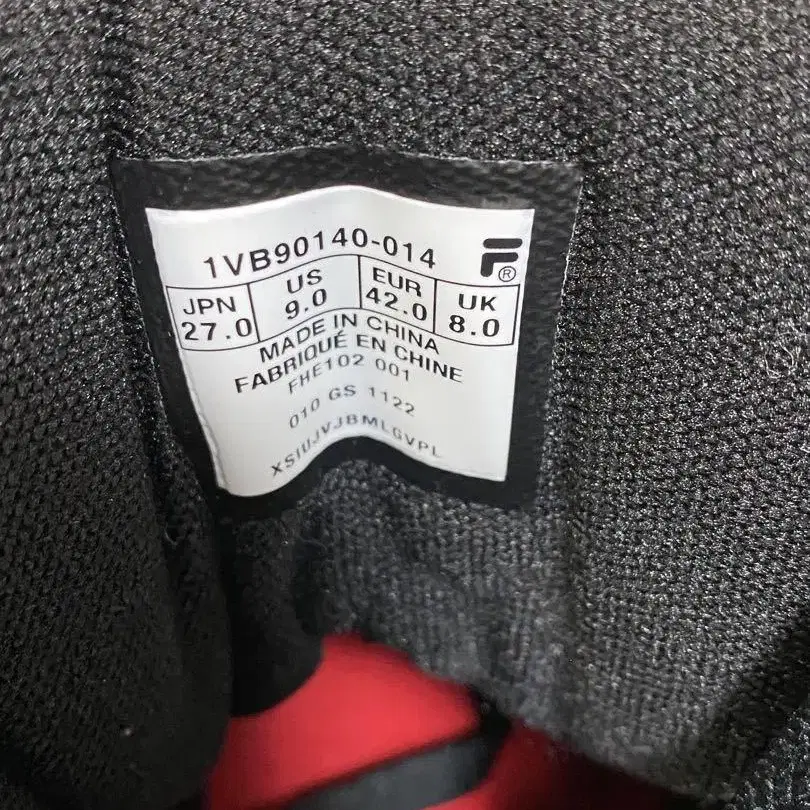 1VB90140-014
JPN US EUR UK
27.0 9.0 42.0 8.0
MADE IN CHINA
FABRIQUÉ EN CHINE
FHE102 001
010 GS 1122
XSIUJVJBMLGVPL